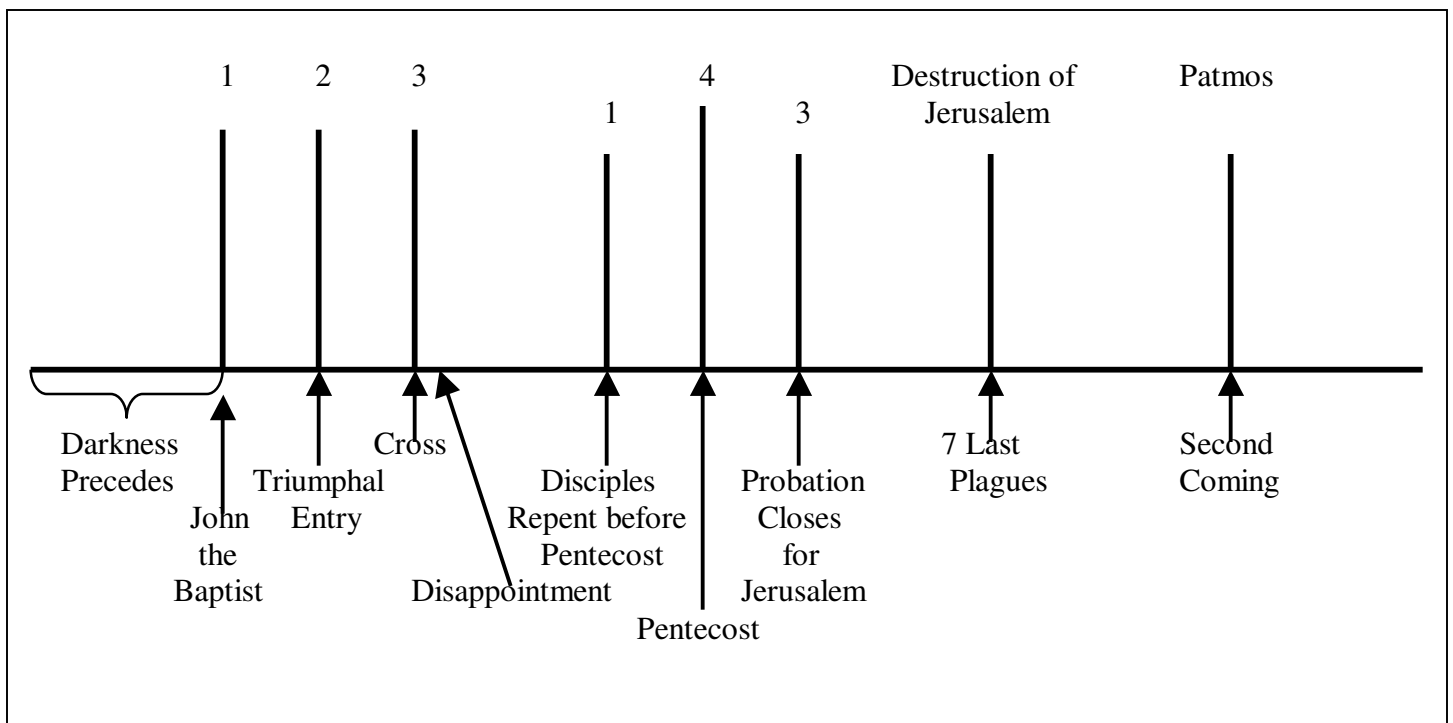 1
2
3
1
4
3
Destruction of
Jerusalem
Patmos
Darkness
Precedes
John
the
Baptist
Triumphal
Entry
Cross
Disappointment
Disciples
Repent before
Pentecost
Pentecost
Probation
Closes
for
Jerusalem
7 Last
Plagues
Second
Coming